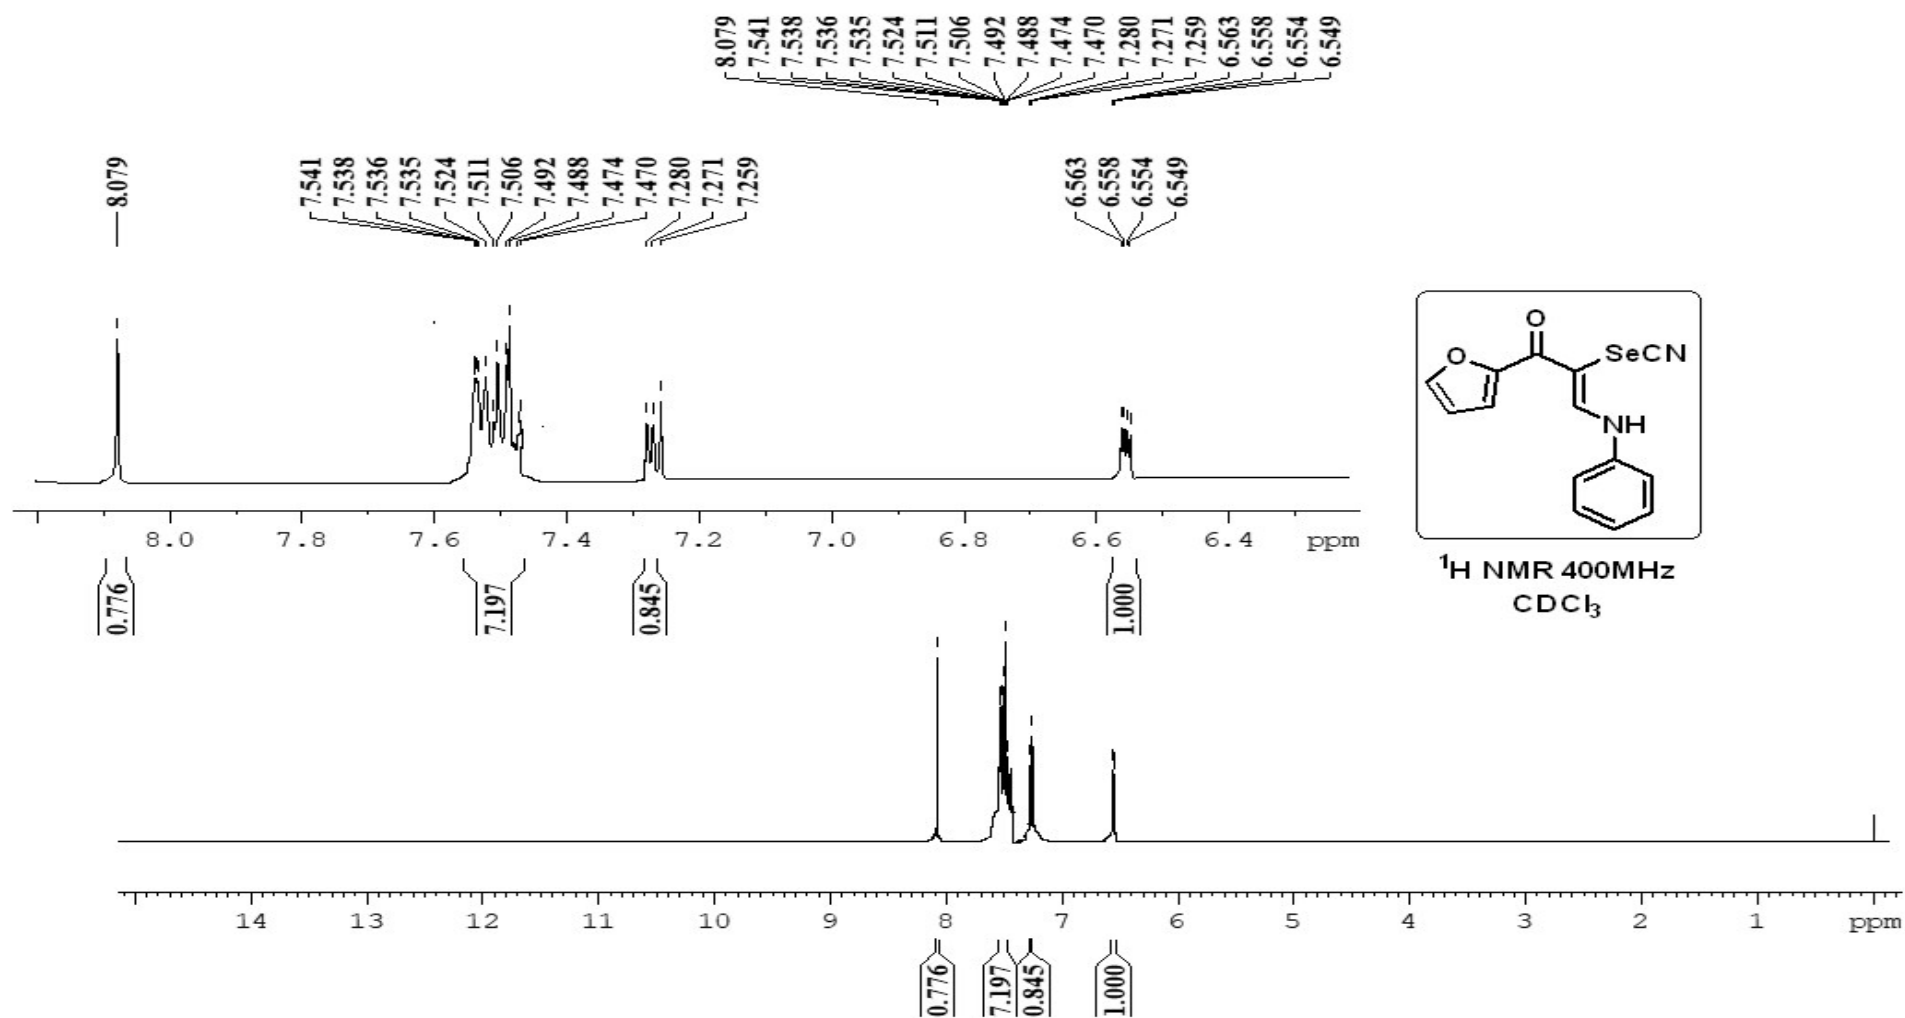 8.079 7.541 7.538 7.536 7.535 7.524 7.511 7.506 7.492 7.488 7.474 7.470 7.280 7.271 7.259 6.563 6.558 6.554 6.549
8.079 7.541 7.538 7.536 7.535 7.524 7.511 7.506 7.492 7.488 7.474 7.470 7.280 7.271 7.259 6.563 6.558 6.554 6.549
O
O SeCN
NH
8.0 7.8 7.6 7.4 7.2 7.0 6.8 6.6 6.4 ppm
0.776 7.197 0.845 1.000
¹H NMR 400MHz
CDCl₃
14 13 12 11 10 9 8 7 6 5 4 3 2 1 ppm
0.776 7.197 0.845 1.000